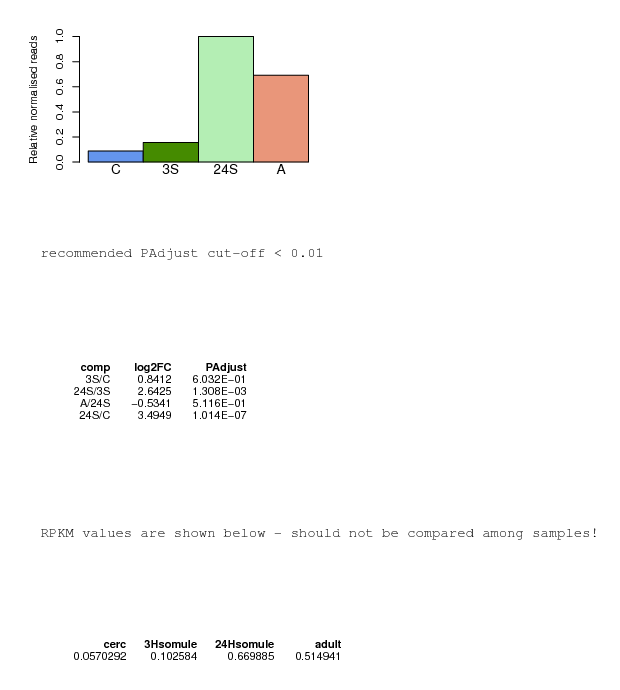 Relative normalised reads
1.0
0.8
0.6
0.4
0.2
0.0
C 3S 24S A
recommended PAdjust cut-off < 0.01
comp log2FC PAdjust
3S/C 0.8412 6.032E−01
24S/3S 2.6425 1.308E−03
A/24S −0.5341 5.116E−01
24S/C 3.4949 1.014E−07
RPKM values are shown below - should not be compared among samples!
cerc 3Hsomule 24Hsomule adult
0.0570292 0.102584 0.669885 0.514941